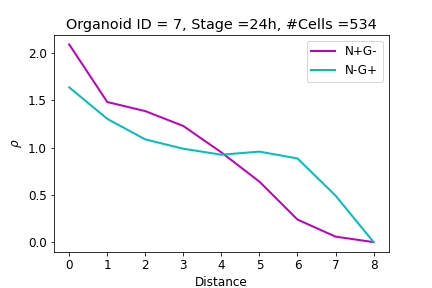 Organoid ID = 7, Stage =24h, #Cells =534
N+G-
N-G+
ρ
2.0
1.5
1.0
0.5
0.0
0 1 2 3 4 5 6 7 8
Distance